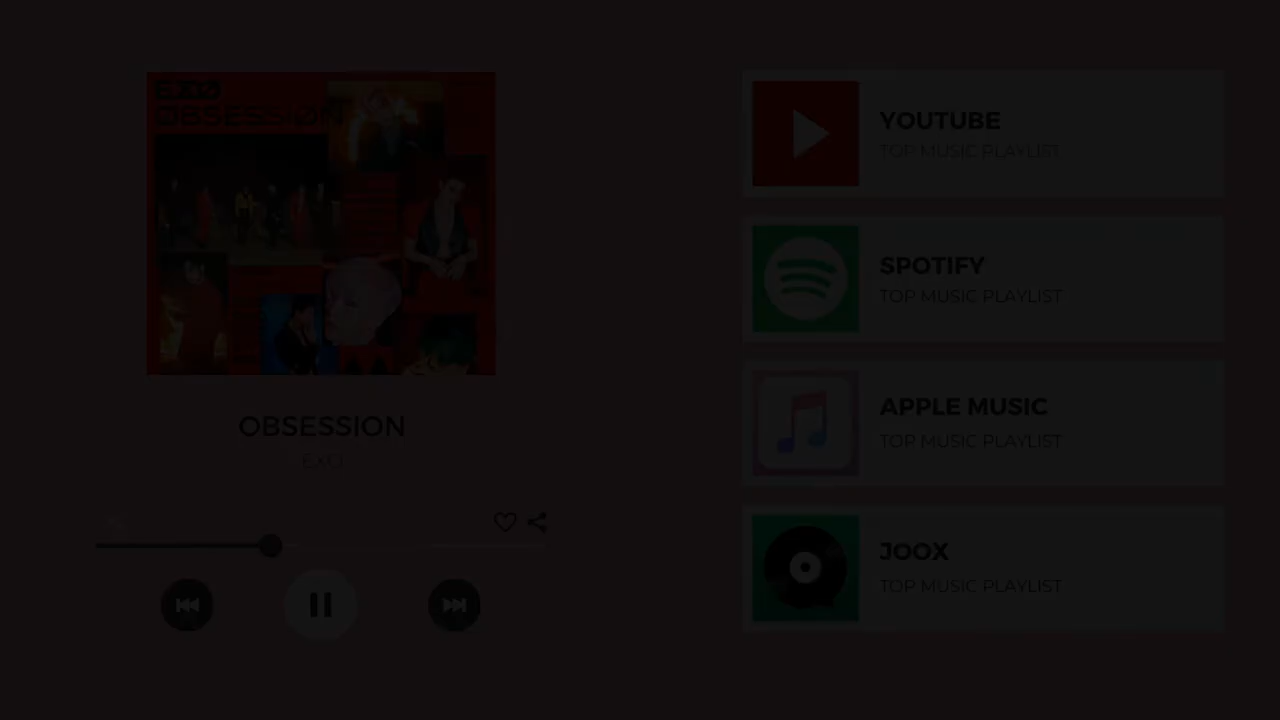 EXO
OBSESSION
OBSESSION
EXO
YOUTUBE
TOP MUSIC PLAYLIST
SPOTIFY
TOP MUSIC PLAYLIST
APPLE MUSIC
TOP MUSIC PLAYLIST
JOOX
TOP MUSIC PLAYLIST